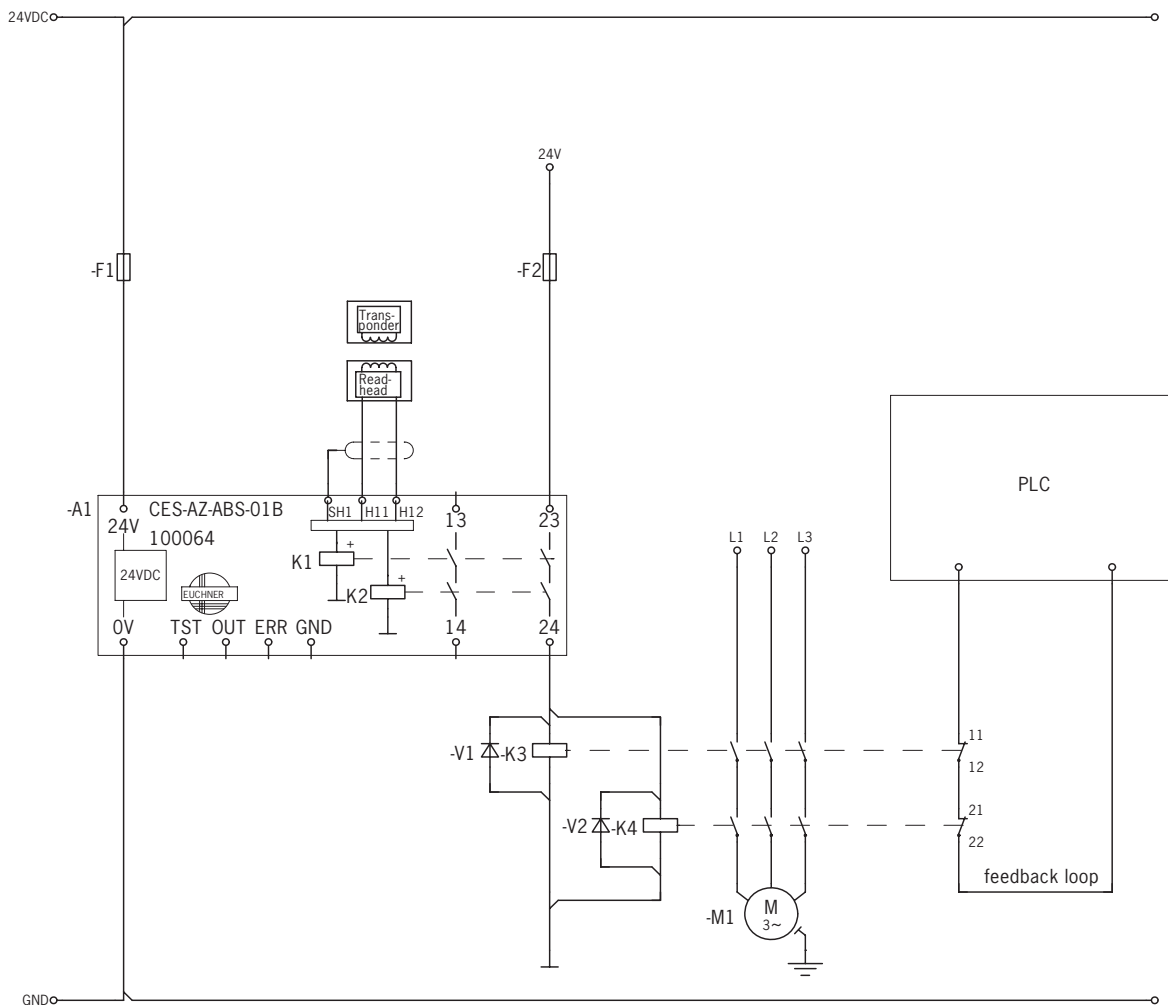 24VDC
24V
-F1
-F2
Trans-
ponder
Read-
head
PLC
-A1
CES-AZ-ABS-01B
SH1 H11 H12
13 23
24V
100064
K1 +
24VDC
EUCHNER
K2 +
0V TST OUT ERR GND 14 24
L1 L2 L3
11
-V1 -K3
12
21
-V2 -K4
22
feedback loop
-M1
M
3~
GND